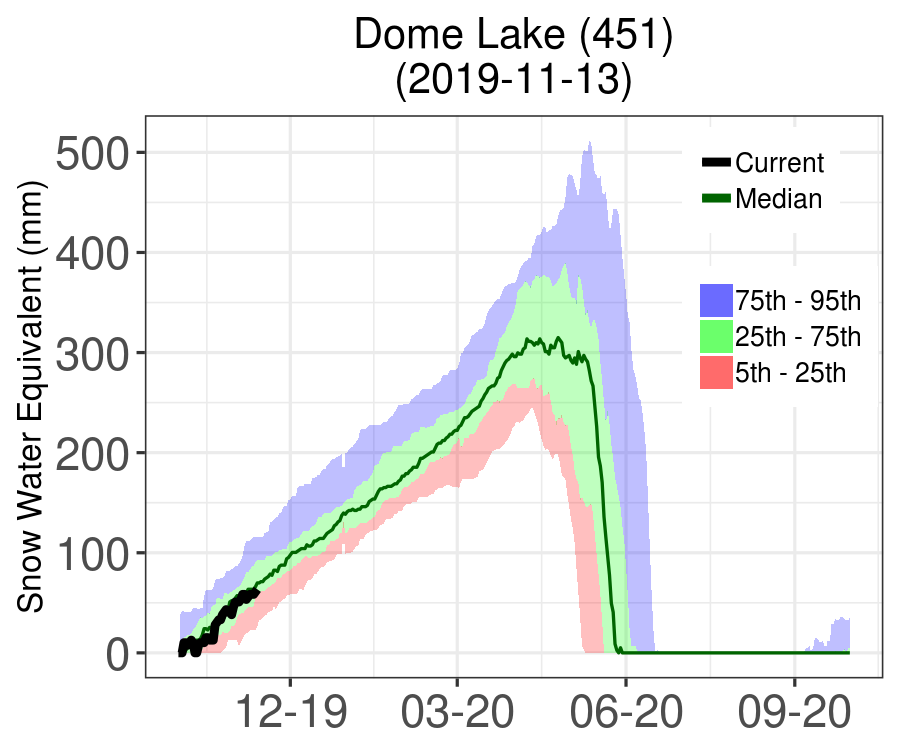 Dome Lake (451)
(2019-11-13)
Snow Water Equivalent (mm)
500
400
300
200
100
0
12-19
03-20
06-20
09-20
Current
Median
75th - 95th
25th - 75th
5th - 25th